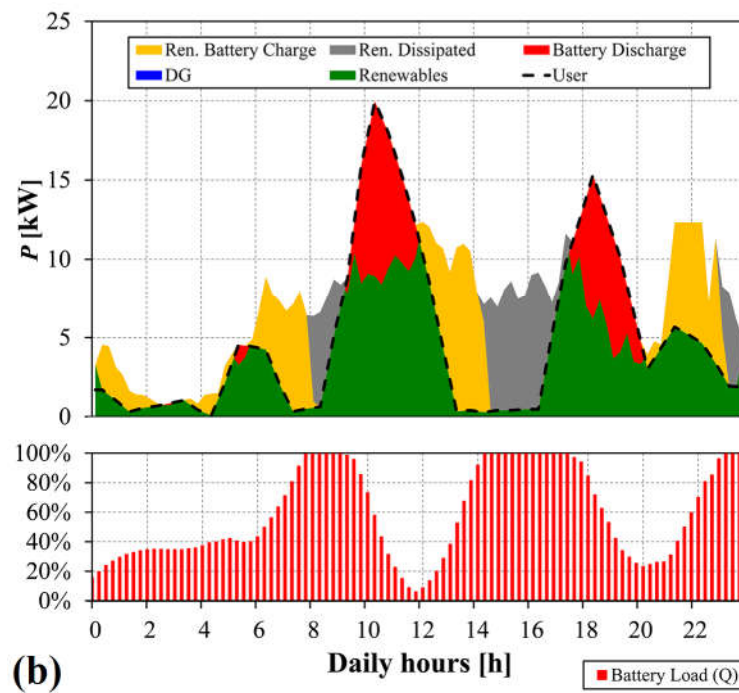 25
20
15
10
5
0
P [kW]
Ren. Battery Charge Ren. Dissipated Battery Discharge
DG Renewables User
100%
80%
60%
40%
20%
0%
0 2 4 6 8 10 12 14 16 18 20 22
(b) Daily hours [h]
Battery Load (Q)